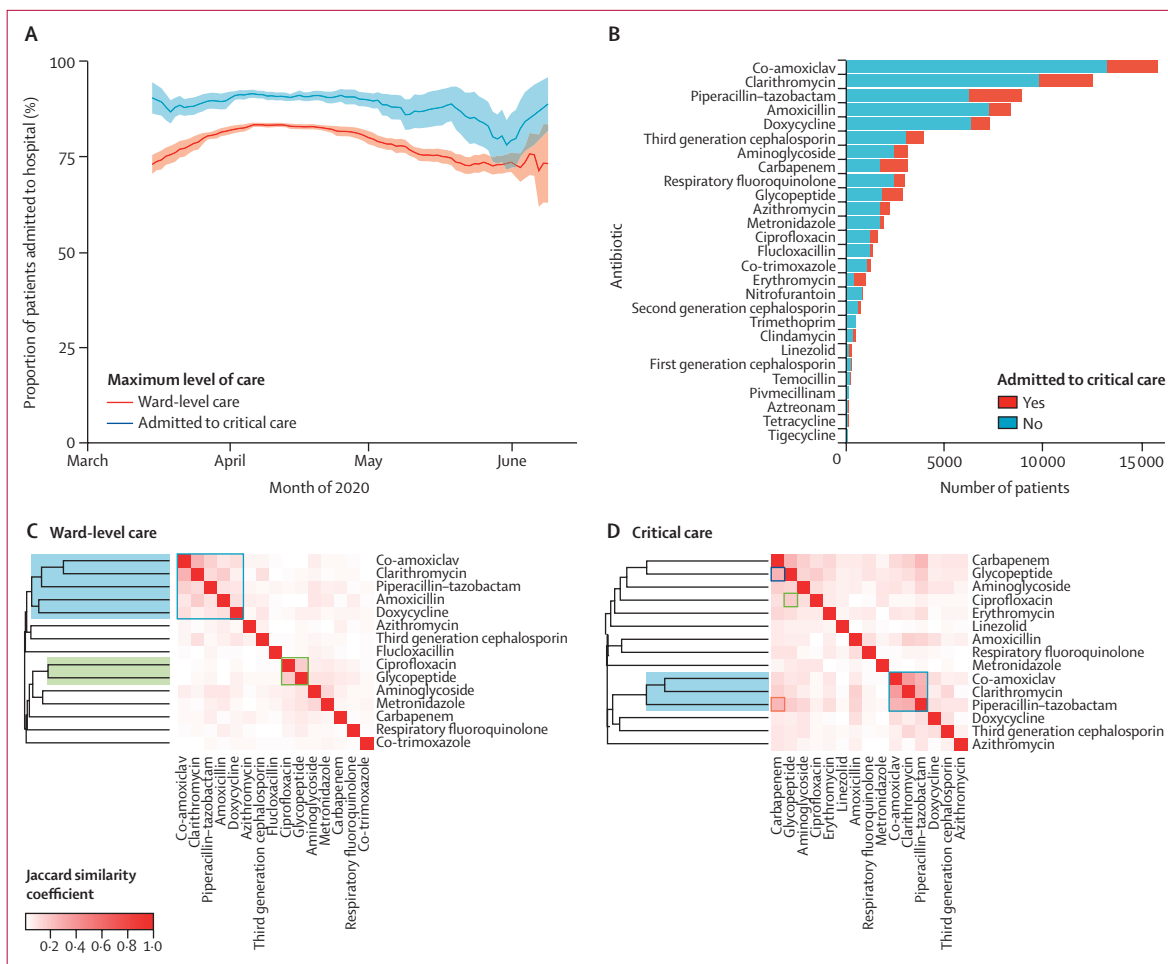 A
Proportion of patients admitted to hospital (%)
100
75
50
25
0
March
April
May
June
Month of 2020
Maximum level of care
Ward-level care
Admitted to critical care
B
Antibiotic
Co-amoxiclav
Clarithromycin
Piperacillin–tazobactam
Amoxicillin
Doxycycline
Third generation cephalosporin
Aminoglycoside
Carbapenem
Respiratory fluoroquinolone
Glycopeptide
Azithromycin
Metronidazole
Ciprofloxacin
Flucloxacillin
Co-trimoxazole
Erythromycin
Nitrofurantoin
Second generation cephalosporin
Trimethoprim
Clindamycin
Linezolid
First generation cephalosporin
Temocillin
Pivmecillinam
Aztreonam
Tetracycline
Tigecycline
0
5000
10 000
15 000
Number of patients
Admitted to critical care
Yes
No
C Ward-level care
Co-amoxiclav
Clarithromycin
Piperacillin–tazobactam
Amoxicillin
Doxycycline
Azithromycin
Third generation cephalosporin
Flucloxacillin
Ciprofloxacin
Glycopeptide
Aminoglycoside
Metronidazole
Carbapenem
Respiratory fluoroquinolone
Co-trimoxazole
Co-amoxiclav
Clarithromycin
Piperacillin–tazobactam
Amoxicillin
Doxycycline
Azithromycin
Third generation cephalosporin
Flucloxacillin
Ciprofloxacin
Glycopeptide
Aminoglycoside
Metronidazole
Carbapenem
Respiratory fluoroquinolone
Co-trimoxazole
D Critical care
Carbapenem
Glycopeptide
Aminoglycoside
Ciprofloxacin
Erythromycin
Linezolid
Amoxicillin
Respiratory fluoroquinolone
Metronidazole
Co-amoxiclav
Clarithromycin
Piperacillin–tazobactam
Doxycycline
Third generation cephalosporin
Azithromycin
Carbapenem
Glycopeptide
Aminoglycoside
Ciprofloxacin
Erythromycin
Linezolid
Amoxicillin
Respiratory fluoroquinolone
Metronidazole
Co-amoxiclav
Clarithromycin
Piperacillin–tazobactam
Doxycycline
Third generation cephalosporin
Azithromycin
Jaccard similarity
coefficient
0·2 0·4 0·6 0·8 1·0